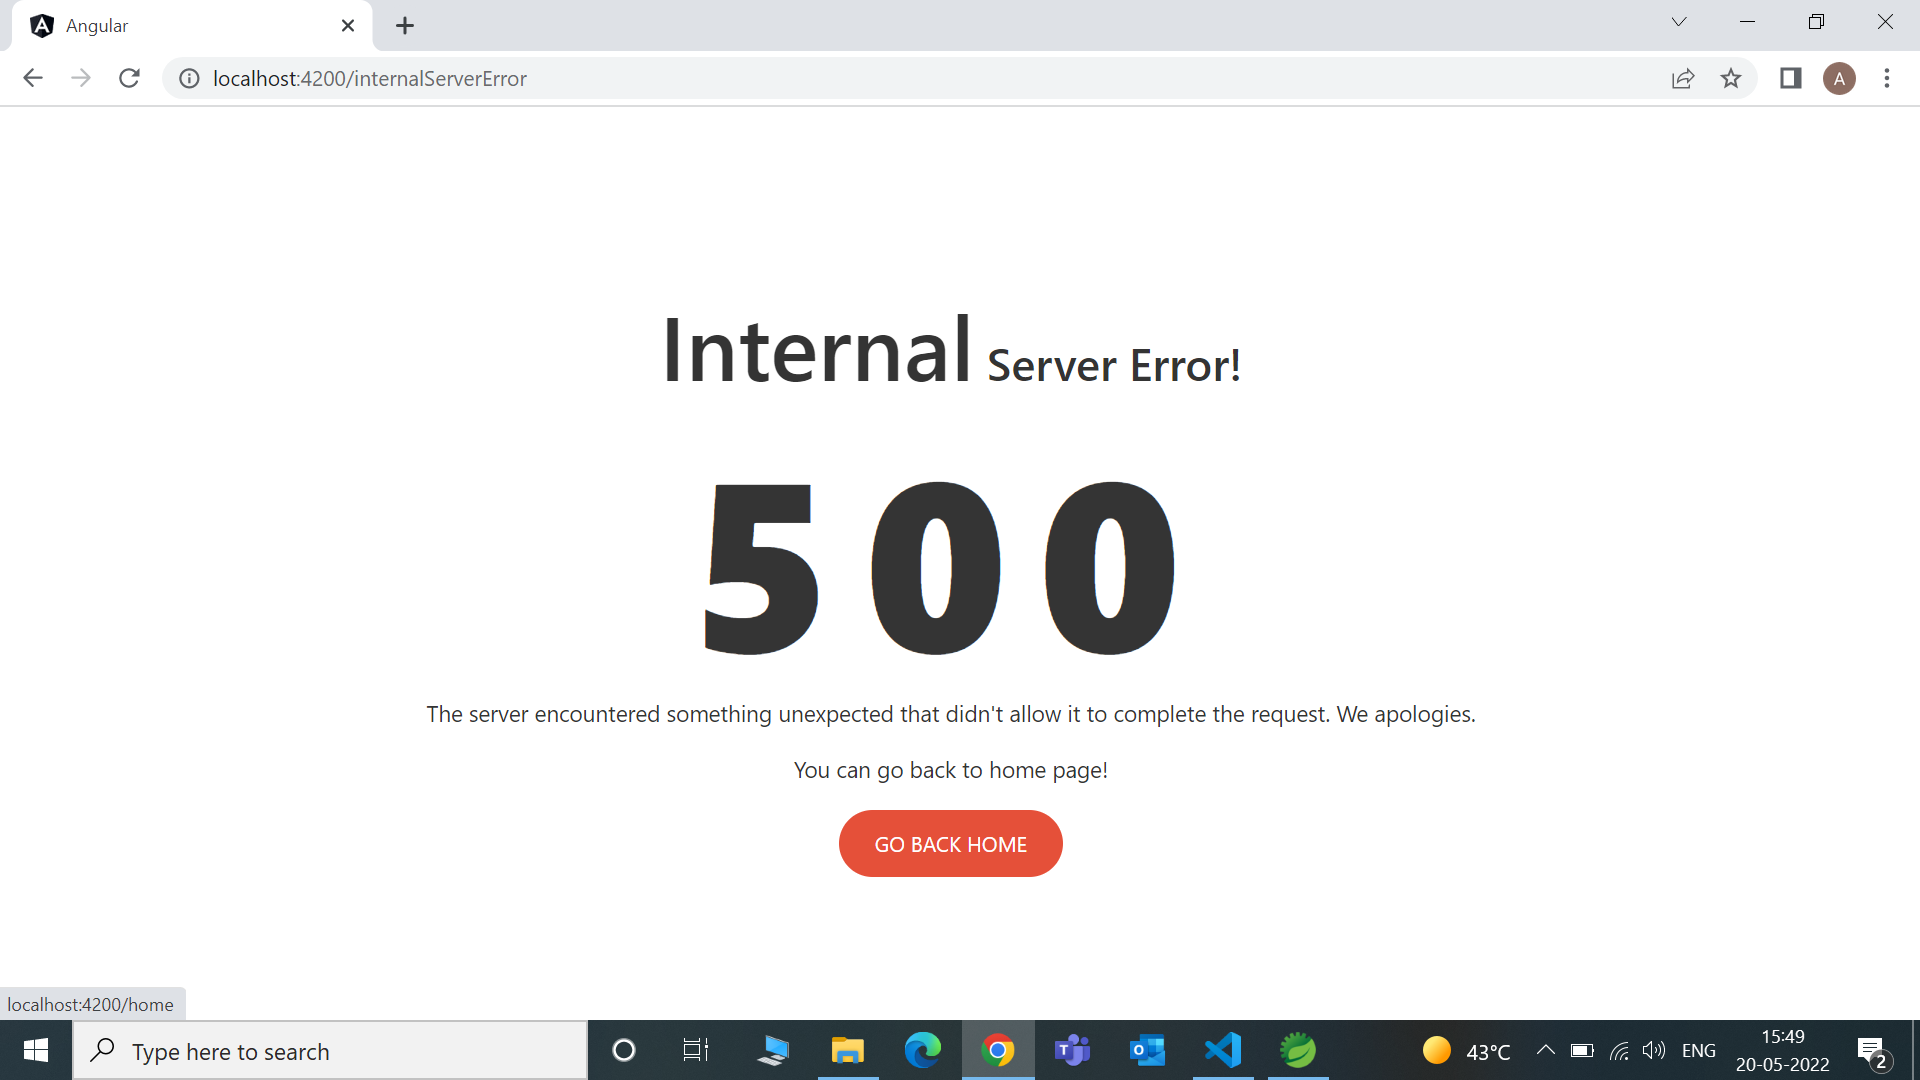 Angular
localhost:4200/internalServerError
A
Internal Server Error!
500
The server encountered something unexpected that didn't allow it to complete the request. We apologies.
You can go back to home page!
GO BACK HOME
localhost:4200/home
Type here to search
43°C
ENG
15:49
20-05-2022
2